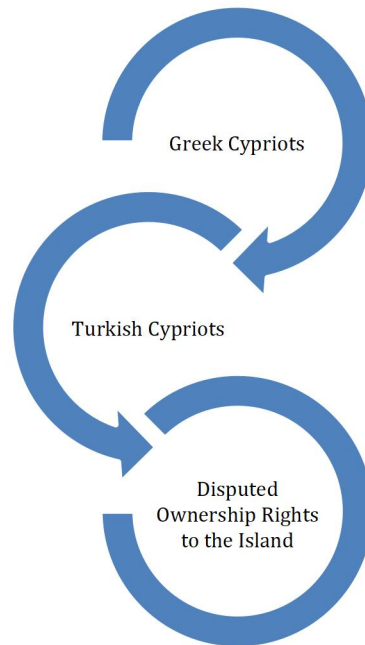 Greek Cypriots
Turkish Cypriots
Disputed
Ownership Rights
to the Island